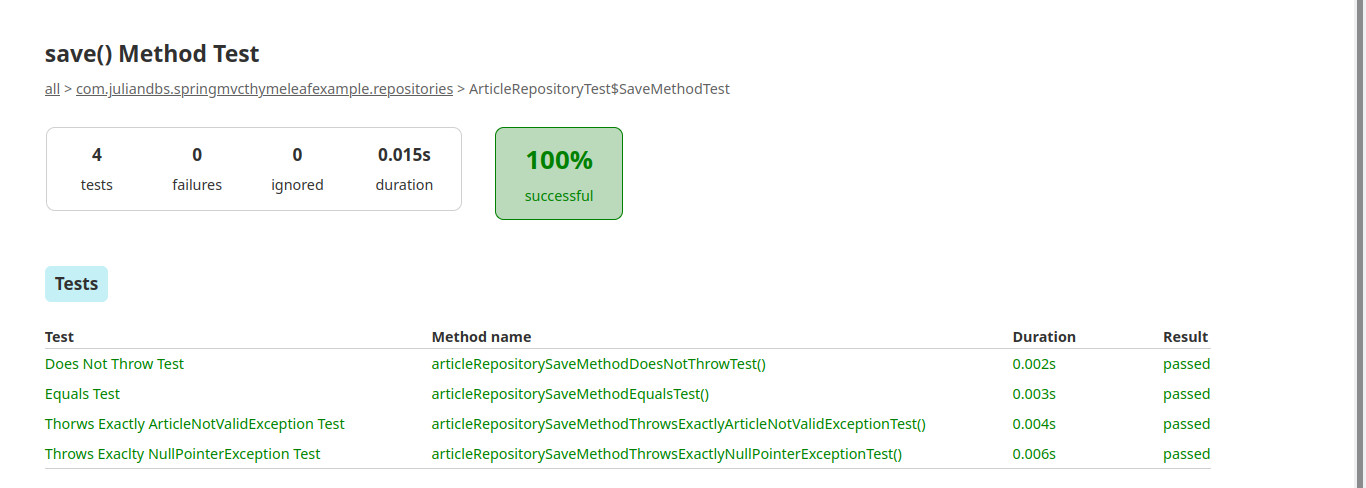 save() Method Test
all > com.juliandbs.springmvcthymeleafexample.repositories > ArticleRepositoryTest$SaveMethodTest
4 0 0 0.015s
tests failures ignored duration
100%
successful
Tests
Test Method name Duration Result
Does Not Throw Test articleRepositorySaveMethodDoesNotThrowTest() 0.002s passed
Equals Test articleRepositorySaveMethodEqualsTest() 0.003s passed
Thorws Exactly ArticleNotValidException Test articleRepositorySaveMethodThrowsExactlyArticleNotValidExceptionTest() 0.004s passed
Throws Exaclty NullPointerException Test articleRepositorySaveMethodThrowsExactlyNullPointerExceptionTest() 0.006s passed